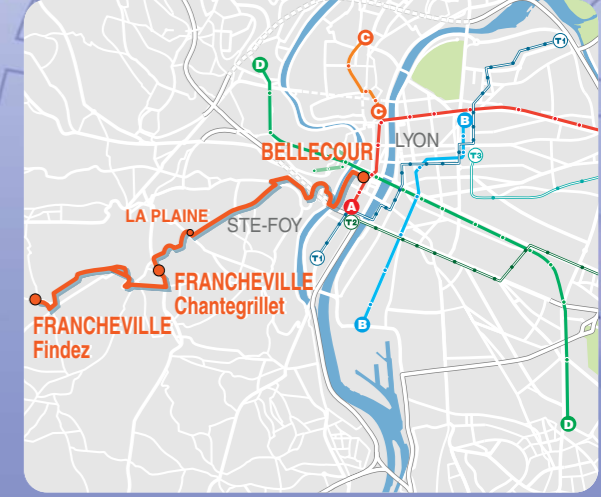 C
T1
D
C
B
LYON
BELLECOUR
T3
LA PLAINE
A
STE-FOY
T2
T1
FRANCHEVILLE
Chantegrillet
FRANCHEVILLE
Findez
B
D